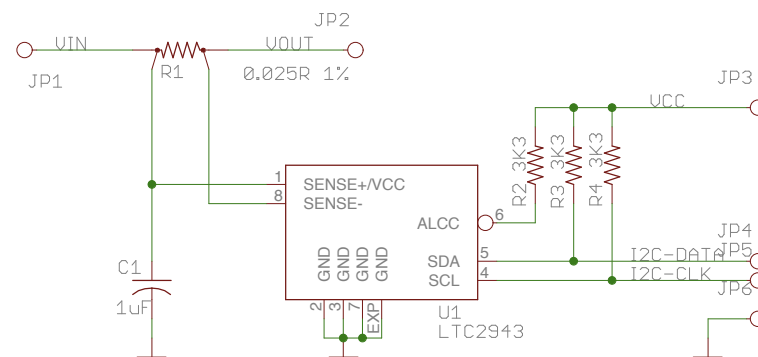 JP2
VIN
VOUT
R1
0.025R 1%
JP1
JP3
VCC
R2 3K3
R3 3K3
R4 3K3
1
SENSE+/VCC
8
SENSE-
ALCC
6
JP4
SDA
5
I2C-DATA
JP5
SCL
4
I2C-CLK
JP6
GND
GND
GND
GND
2
3
7
EXP
C1
1uF
U1
LTC2943